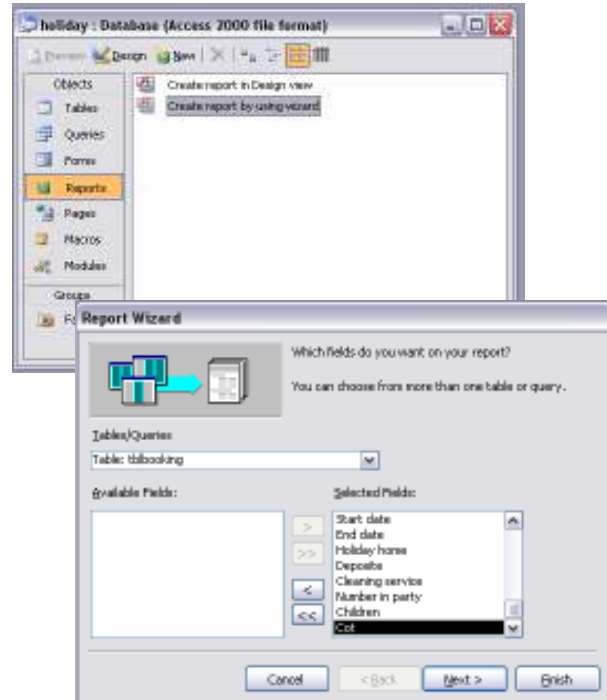 holiday : Database (Access 2000 file format)
Preview Design New
Objects
Create report in Design view
Tables
Create report by using wizard
Queries
Forms
Reports
Pages
Macros
Modules
Groups
Report Wizard
Which fields do you want on your report?
You can choose from more than one table or query.
Tables/Queries
Table: tblbooking
Available Fields:
Selected Fields:
>
>>
<
<<
Start date
End date
Holiday home
Deposite
Cleaning service
Number in party
Children
Cot
Cancel
< Back
Next >
Finish